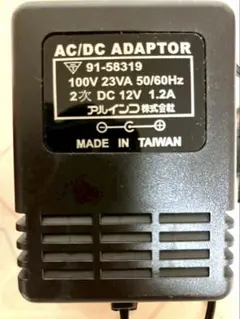 AC/DC ADAPTOR
91-58319
100V 23VA 50/60Hz
2次 DC 12V 1.2A
アルインコ株式会社
MADE IN TAIWAN